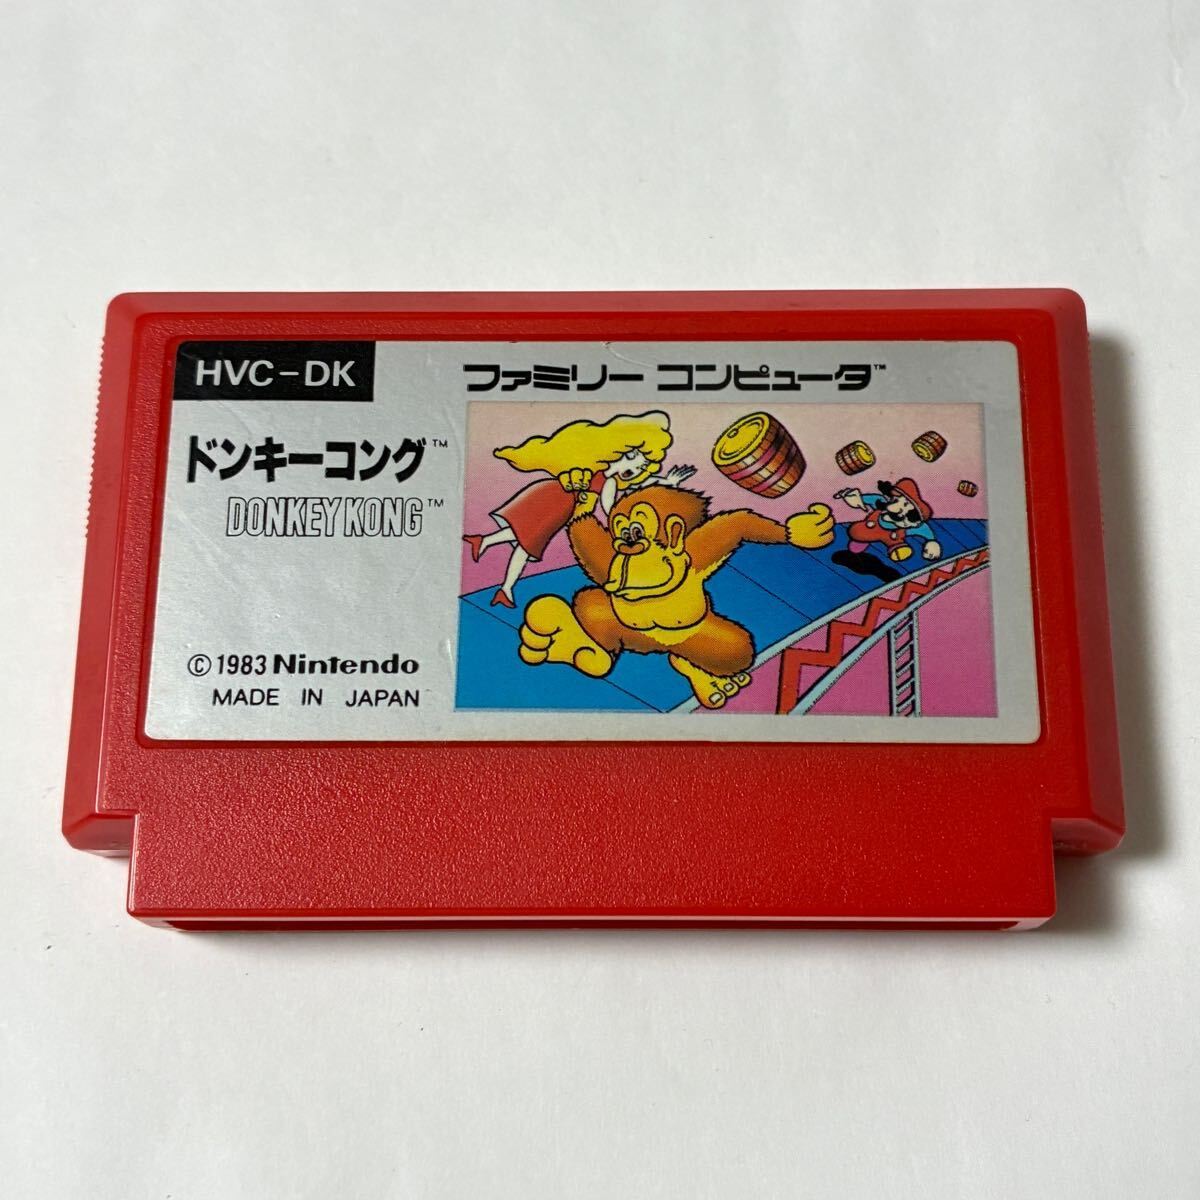 HVC-DK
ファミリー コンピュータ™
ドンキーコング™
DONKEY KONG™
© 1983 Nintendo
MADE IN JAPAN